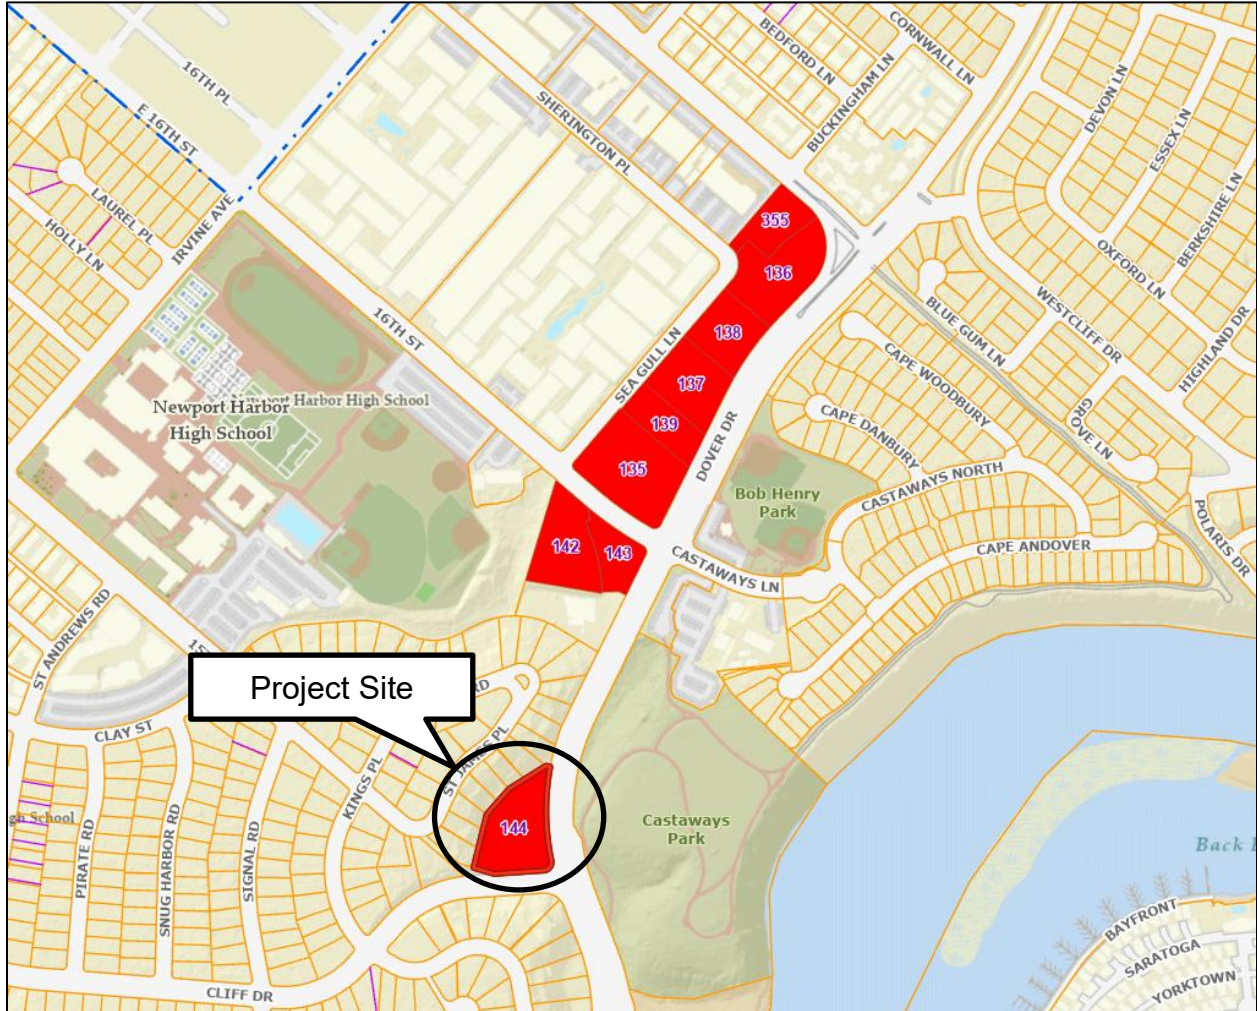 BEDFORD LN
CORNWALL LN
BUCKINGHAM LN
DEVON LN
ESSEX LN
BERKSHIRE LN
16TH PL
E 16TH ST
SHERINGTON PL
LAUREL PL
HOLLY LN
IRVINE AVE
355
136
138
137
139
135
142
143
SEA GULL LN
DOVER DR
16TH ST
OXFORD LN
WESTCLIFF DR
HIGHLAND DR
BLUE GUM LN
GROVE LN
CAPE WOODBURY
CAPE DANBURY
CASTAWAYS NORTH
CAPE ANDOVER
POLARIS DR
Newport Harbor
High School
Harbor High School
Bob Henry
Park
CASTAWAYS LN
ST ANDREWS RD
15
CLAY ST
Project Site
RD
ST JAMES PL
KINGS PL
144
Castaways
Park
School
PIRATE RD
SNUG HARBOR RD
SIGNAL RD
CLIFF DR
Back
BAYFRONT
SARATOGA
YORKTOWN